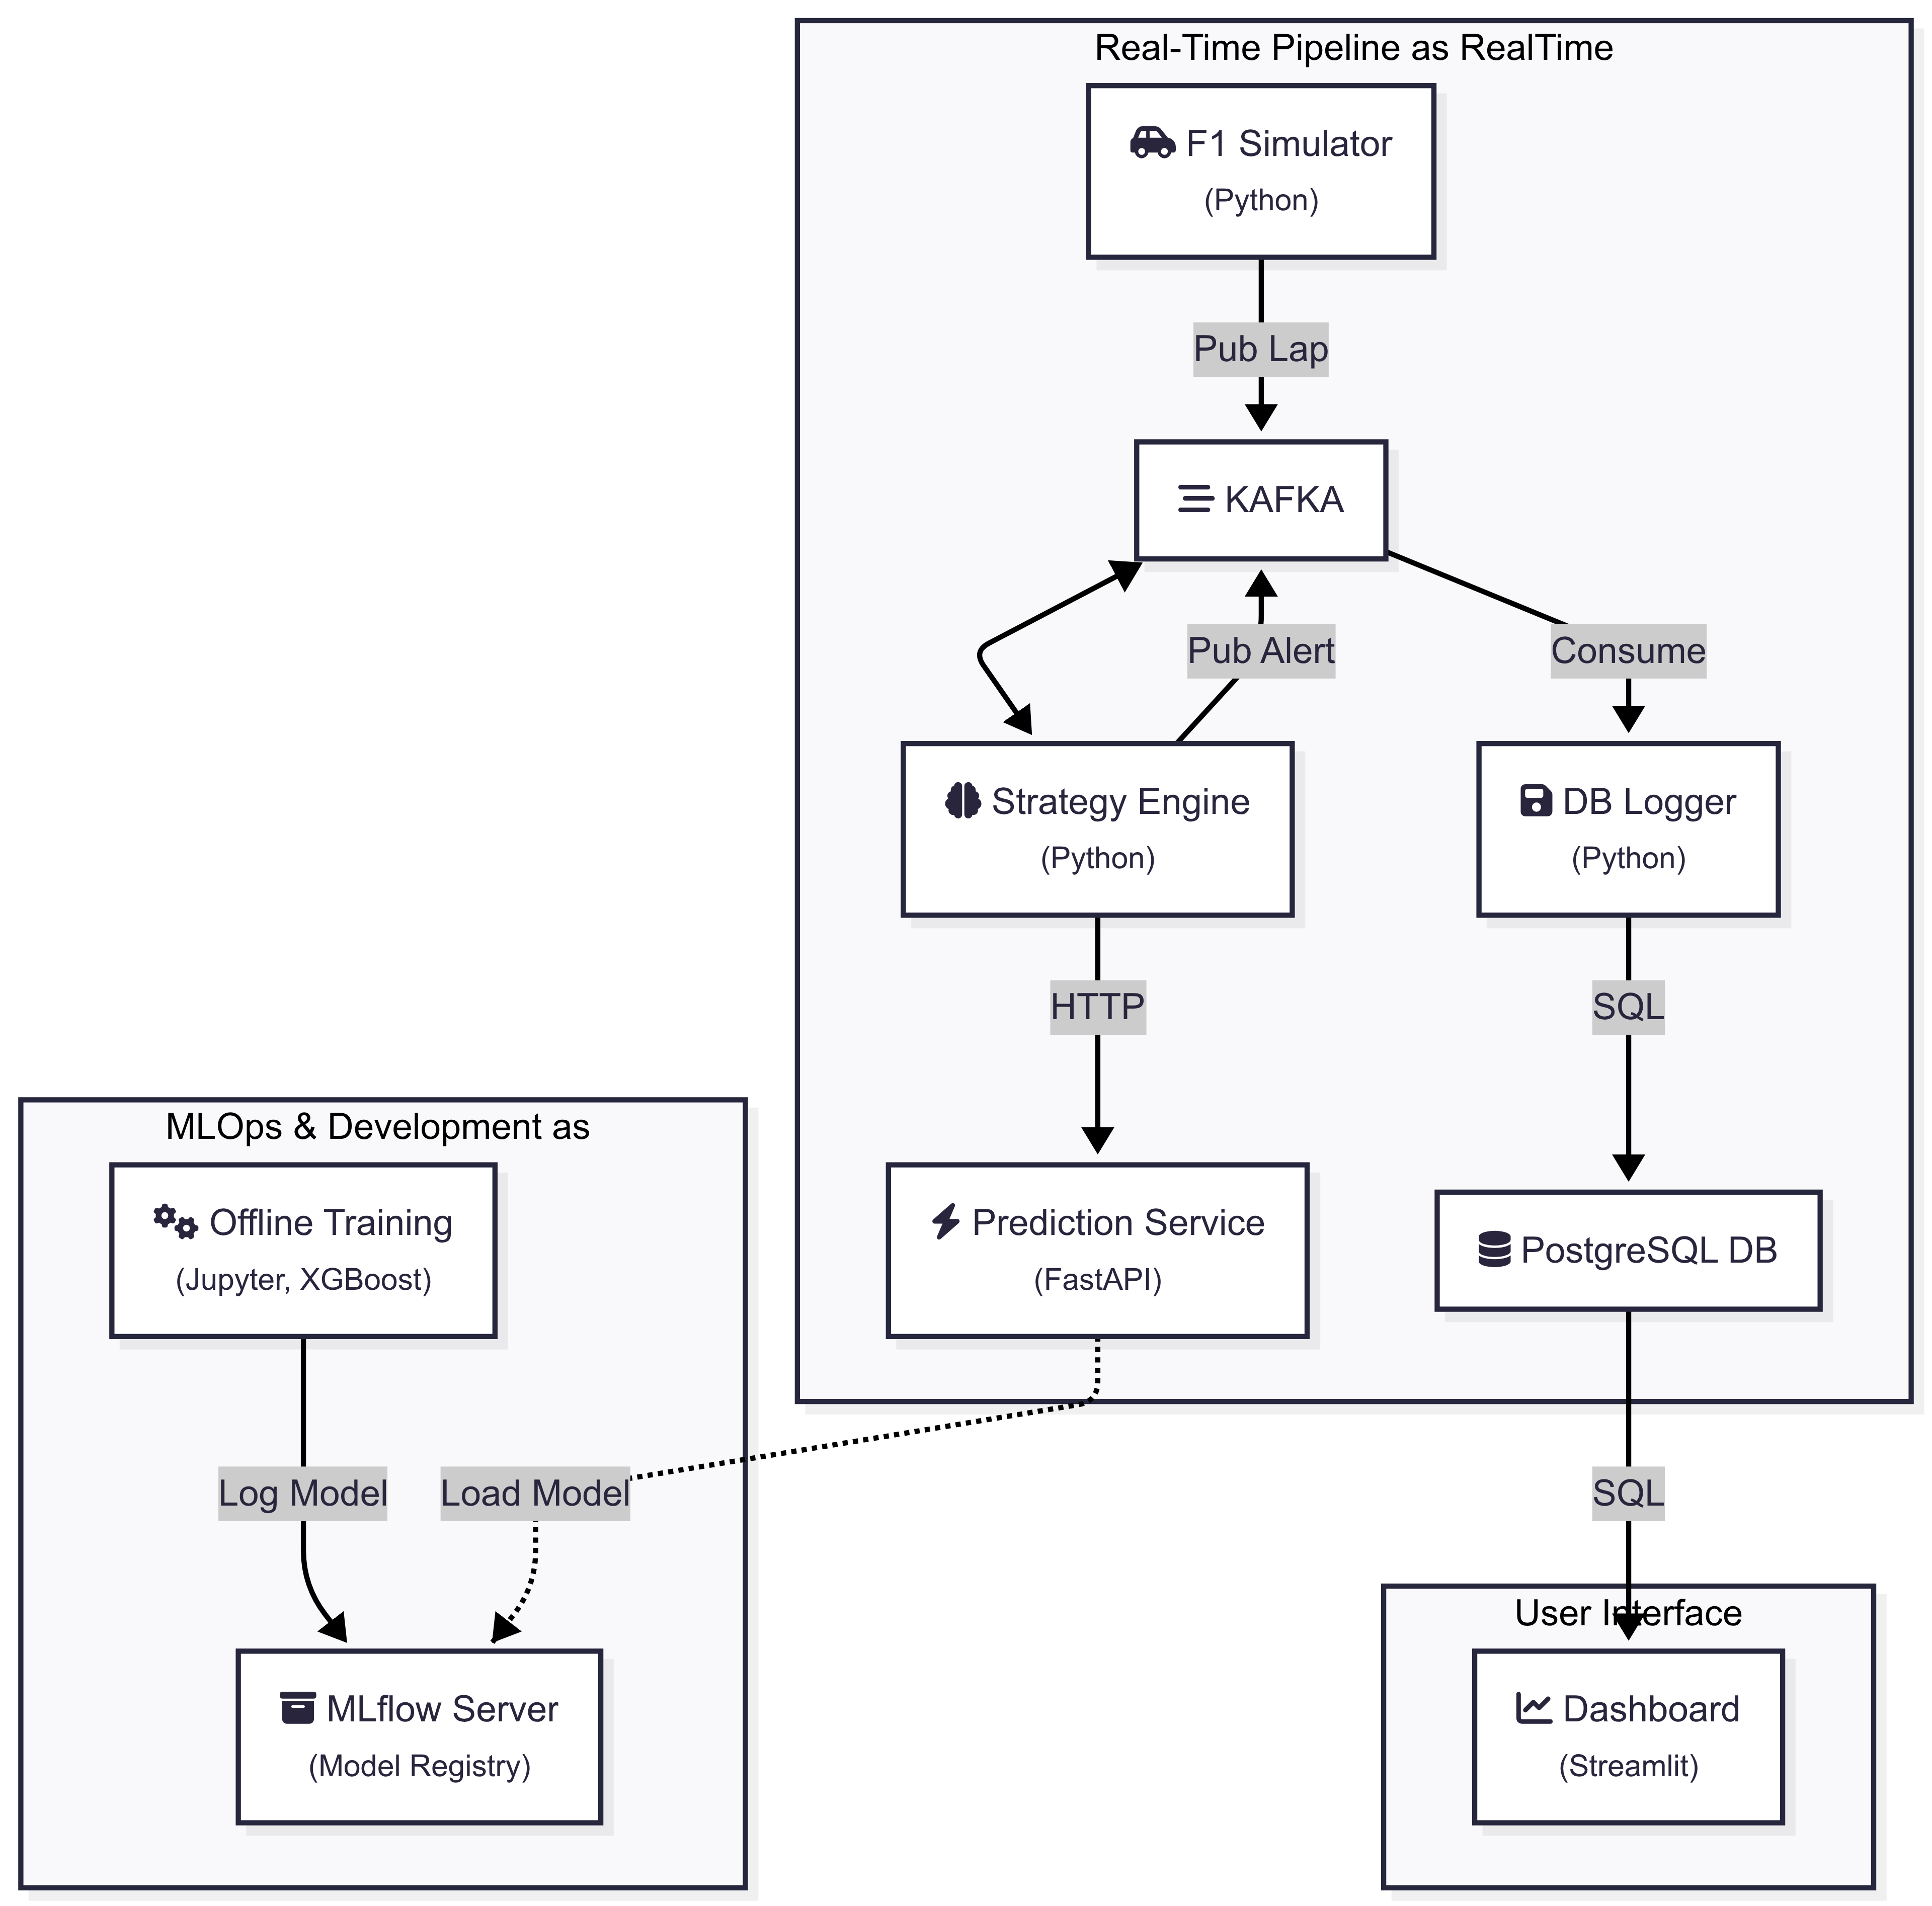 Real-Time Pipeline as RealTime
F1 Simulator
(Python)
Pub Lap
KAFKA
Pub Alert
Consume
Strategy Engine
(Python)
DB Logger
(Python)
HTTP
SQL
MLOps & Development as
Offline Training
(Jupyter, XGBoost)
Prediction Service
(FastAPI)
PostgreSQL DB
Log Model
Load Model
SQL
User Interface
MLflow Server
(Model Registry)
Dashboard
(Streamlit)